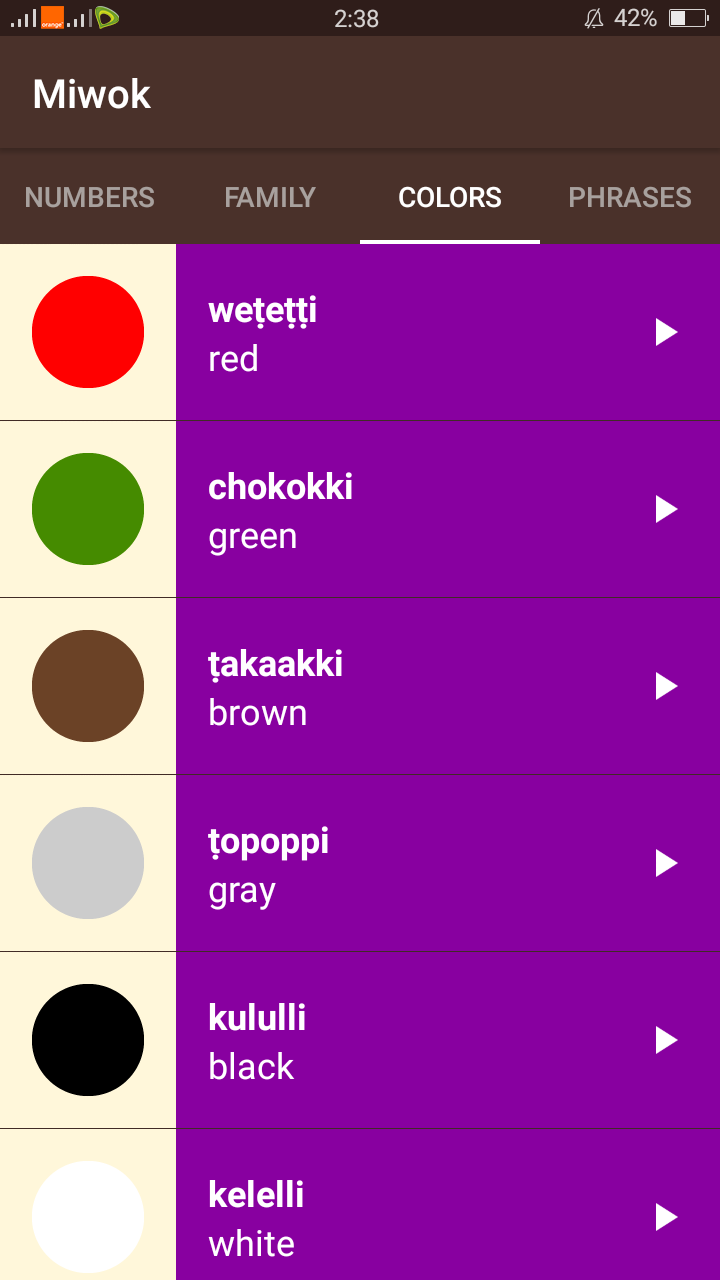 orange
2:38
42%
Miwok
NUMBERS FAMILY COLORS PHRASES
weṭeṭṭi
red
chokokki
green
ṭakaakki
brown
ṭopoppi
gray
kululli
black
kelelli
white